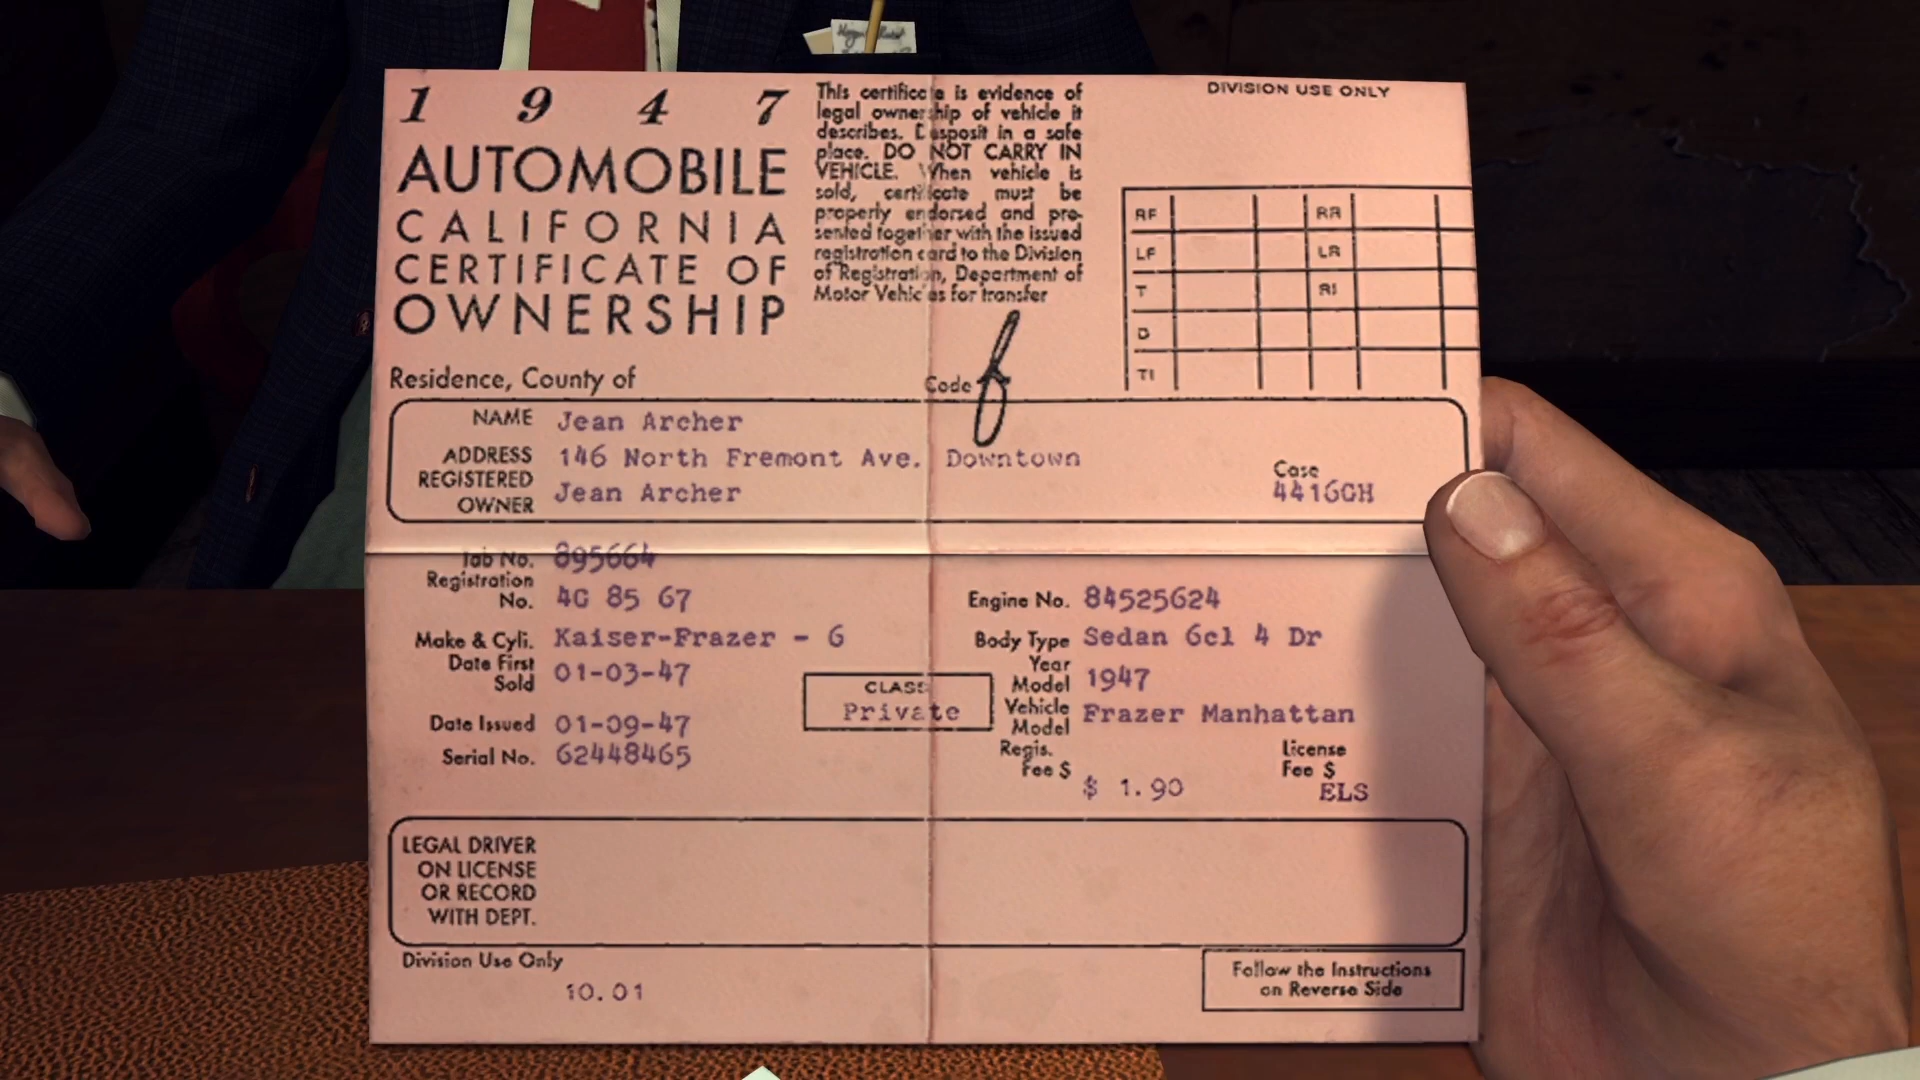 1 9 4 7
AUTOMOBILE
CALIFORNIA
CERTIFICATE OF
OWNERSHIP
This certificate is evidence of
legal ownership of vehicle it
describes. Desposit in a safe
place. DO NOT CARRY IN
VEHICLE. When vehicle is
sold, certificate must be
properly endorsed and pre-
sented together with the issued
registration card to the Division
of Registration, Department of
Motor Vehicles for transfer
DIVISION USE ONLY
RF RR
LF LR
T RI
D
TI
Residence, County of
Code
NAME Jean Archer
ADDRESS 146 North Fremont Ave. Downtown
REGISTERED
OWNER Jean Archer
Case
4416GH
Tab No. 895664
Registration
No. 4G 85 67
Engine No. 84525624
Make & Cyli. Kaiser-Frazer - 6
Body Type Sedan 6cl 4 Dr
Date First
Sold 01-03-47
Year
Model 1947
CLASS
Private
Vehicle
Model Frazer Manhattan
Date Issued 01-09-47
Serial No. 62448465
Regis.
Fee $
$ 1.90
License
Fee $
ELS
LEGAL DRIVER
ON LICENSE
OR RECORD
WITH DEPT.
Division Use Only
10.01
Follow the Instructions
on Reverse Side